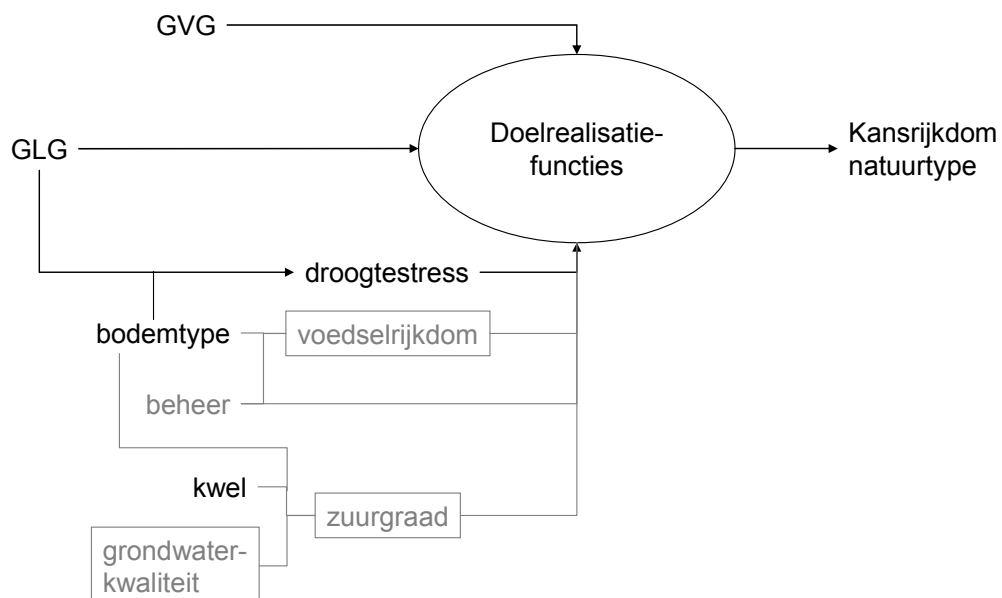 GVG
Doelrealisatie-
functies
Kansrijkdom
natuurtype
GLG
droogtestress
bodemtype
voedselrijkdom
beheer
kwel
zuurgraad
grondwater-
kwaliteit